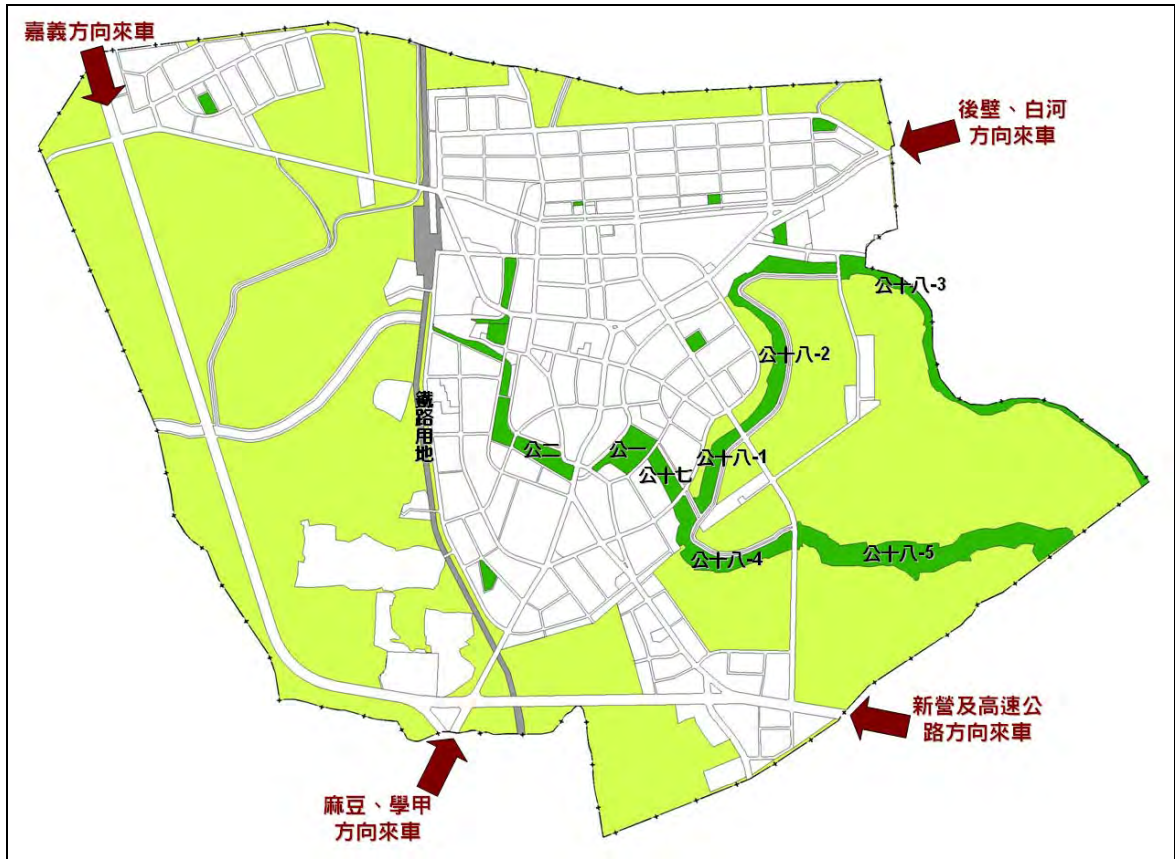 嘉義方向來車
後壁、白河
方向來車
公十八-3
公十八-2
鐵路用地
公二
公一
公十七
公十八-1
公十八-4
公十八-5
新營及高速公
路方向來車
麻豆、學甲
方向來車